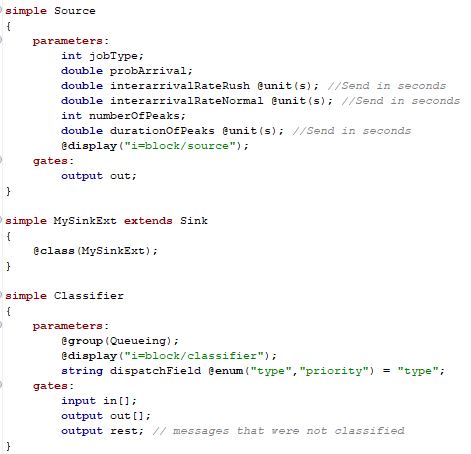 simple Source
{
    parameters:
        int jobType;
        double probArrival;
        double interarrivalRateRush @unit(s); //Send in seconds
        double interarrivalRateNormal @unit(s); //Send in seconds
        int numberOfPeaks;
        double durationOfPeaks @unit(s); //Send in seconds
        @display("i=block/source");
    gates:
        output out;
}

simple MySinkExt extends Sink
{
    @class(MySinkExt);
}

simple Classifier
{
    parameters:
        @group(Queueing);
        @display("i=block/classifier");
        string dispatchField @enum("type","priority") = "type";
    gates:
        input in[];
        output out[];
        output rest; // messages that were not classified
}